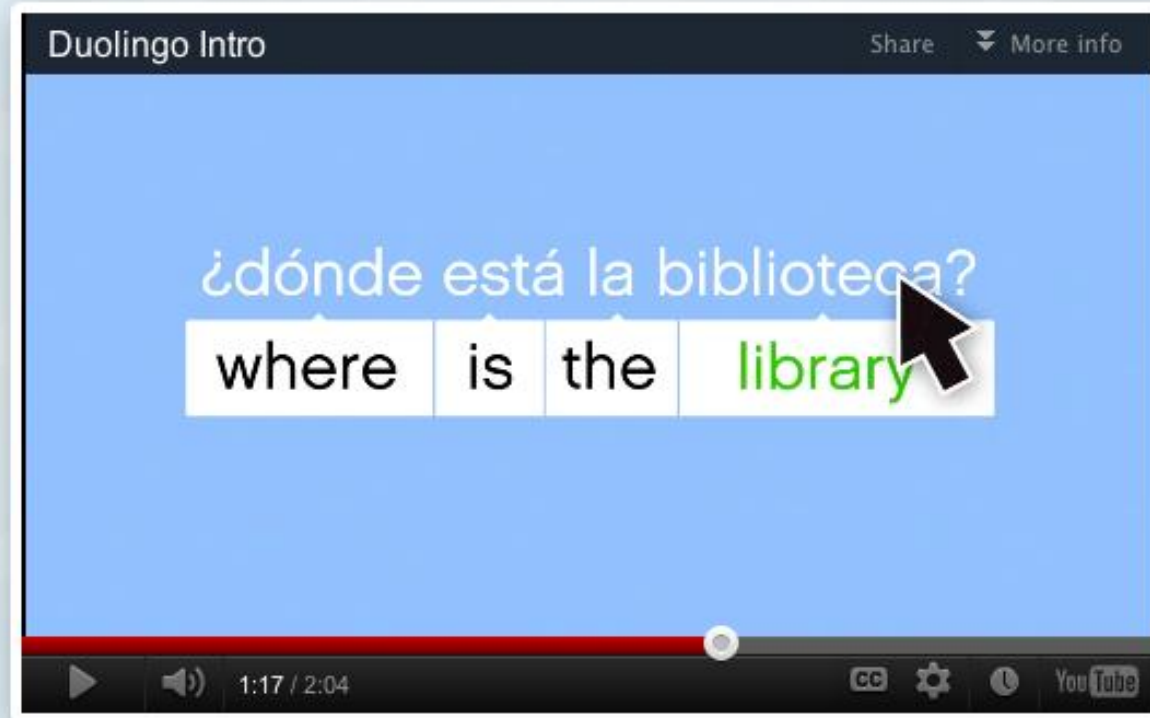 Duolingo Intro Share More info
¿dónde está la biblioteca?
where is the library
1:17 / 2:04 CC YouTube